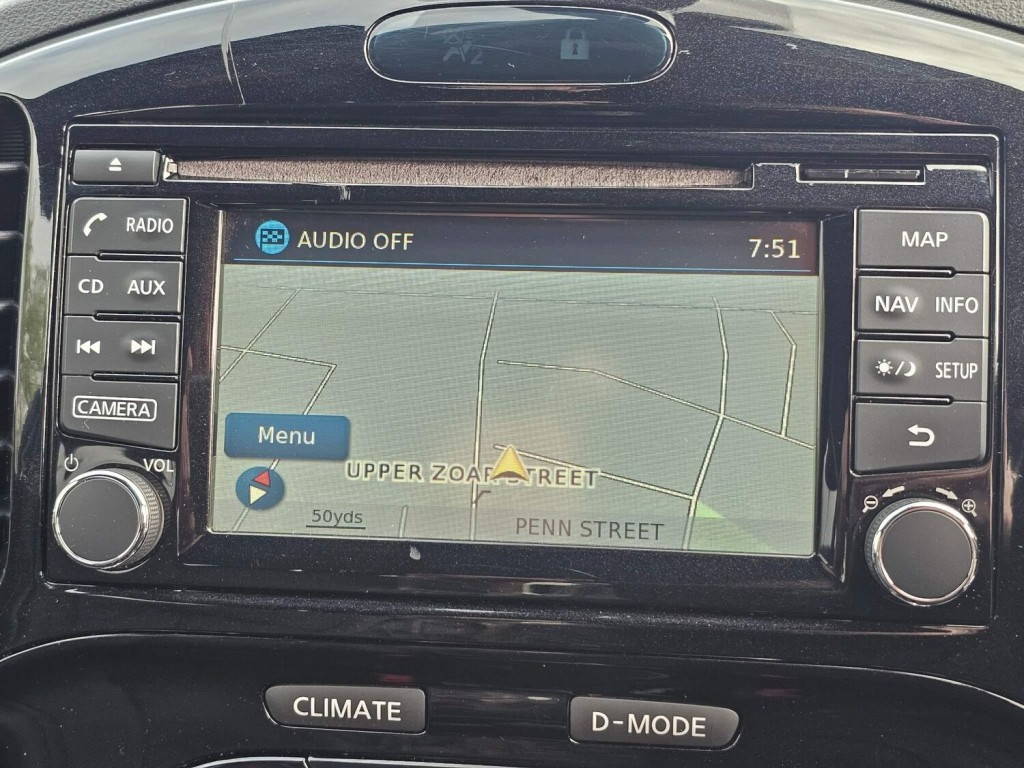 2
RADIO
MAP
AUDIO OFF
7:51
CD AUX
NAV INFO
SETUP
CAMERA
Menu
VOL
UPPER ZOAR STREET
50yds
PENN STREET
CLIMATE
D-MODE